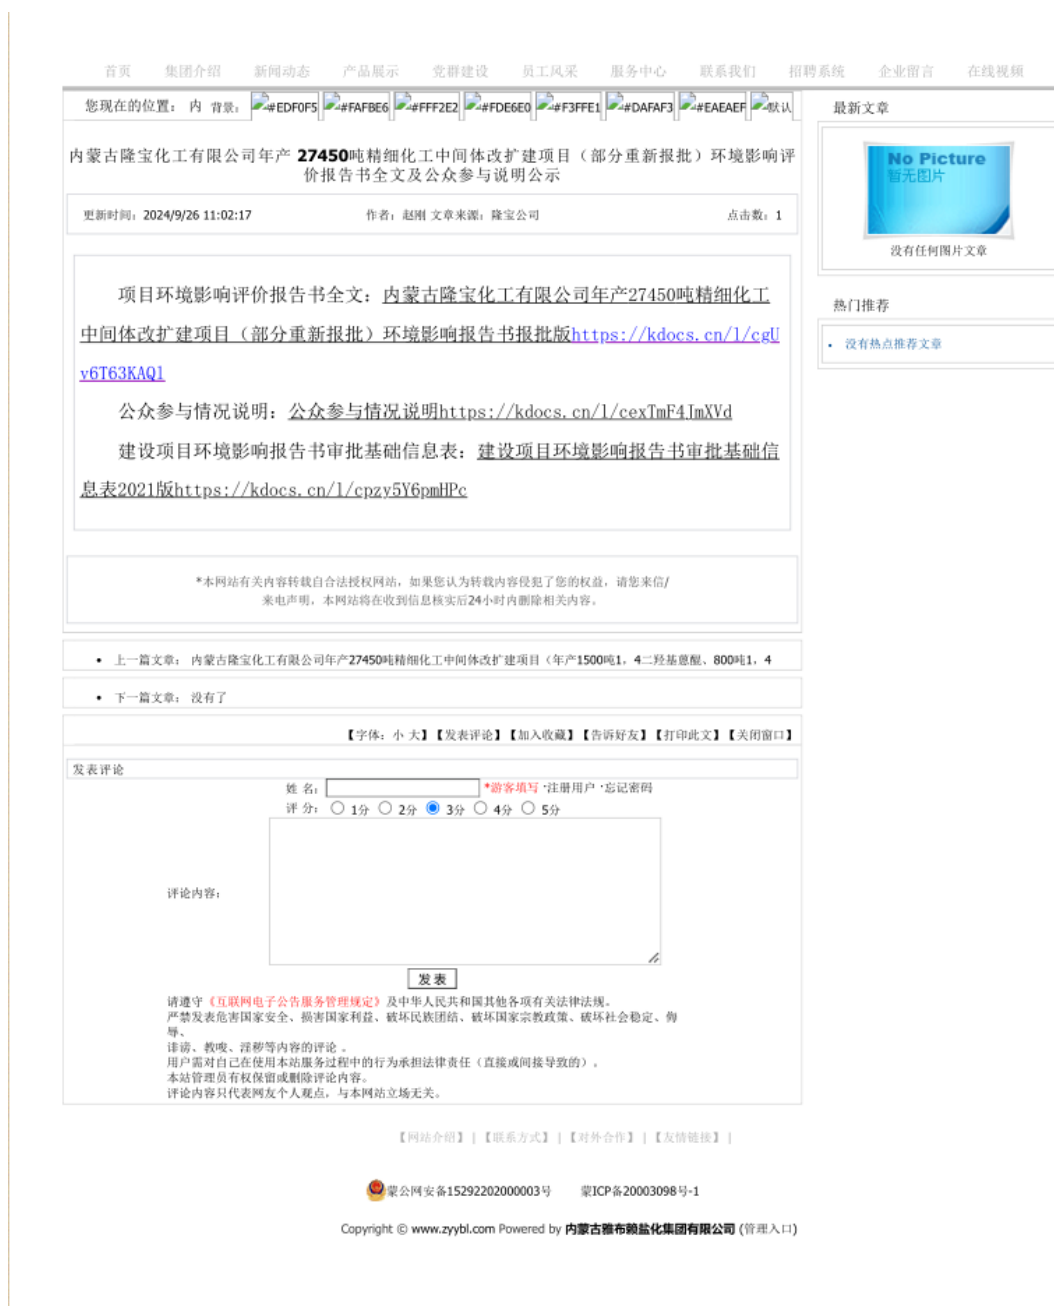 首页 集团介绍 新闻动态 产品展示 党群建设 员工风采 服务中心 联系我们 招聘系统 企业留言 在线视频
您现在的位置： 内 背景： #EDF0F5 #FAFBE6 #FFF2E2 #FDE6E0 #F3FFE1 #DAFAF3 #EAEAEF 默认
内蒙古隆宝化工有限公司年产 27450吨精细化工中间体改扩建项目（部分重新报批）环境影响评
价报告书全文及公众参与说明公示
更新时间：2024/9/26 11:02:17 作者：赵刚 文章来源：隆宝公司 点击数：1
项目环境影响评价报告书全文：内蒙古隆宝化工有限公司年产27450吨精细化工
中间体改扩建项目（部分重新报批）环境影响报告书报批版https://kdocs.cn/l/cgU
v6T63KAQl
公众参与情况说明：公众参与情况说明https://kdocs.cn/l/cexTmF4JmXVd
建设项目环境影响报告书审批基础信息表：建设项目环境影响报告书审批基础信
息表2021版https://kdocs.cn/l/cpzy5Y6pmHPc
*本网站有关内容转载自合法授权网站，如果您认为转载内容侵犯了您的权益，请您来信/
来电声明，本网站将在收到信息核实后24小时内删除相关内容。
• 上一篇文章： 内蒙古隆宝化工有限公司年产27450吨精细化工中间体改扩建项目（年产1500吨1，4二羟基蒽醌、800吨1，4
• 下一篇文章： 没有了
【字体：小 大】【发表评论】【加入收藏】【告诉好友】【打印此文】【关闭窗口】
发表评论
姓 名： *游客填写 ·注册用户 ·忘记密码
评 分： 1分 2分 3分 4分 5分
评论内容：
发 表
请遵守《互联网电子公告服务管理规定》及中华人民共和国其他各项有关法律法规。
严禁发表危害国家安全、损害国家利益、破坏民族团结、破坏国家宗教政策、破坏社会稳定、侮
辱、
诽谤、教唆、淫秽等内容的评论 。
用户需对自己在使用本站服务过程中的行为承担法律责任（直接或间接导致的）。
本站管理员有权保留或删除评论内容。
评论内容只代表网友个人观点，与本网站立场无关。
最新文章
No Picture
暂无图片
没有任何图片文章
热门推荐
• 没有热点推荐文章
【网站介绍】 | 【联系方式】 | 【对外合作】 | 【友情链接】 |
蒙公网安备15292202000003号 蒙ICP备20003098号-1
Copyright © www.zyybl.com Powered by 内蒙古雅布赖盐化集团有限公司 (管理入口)